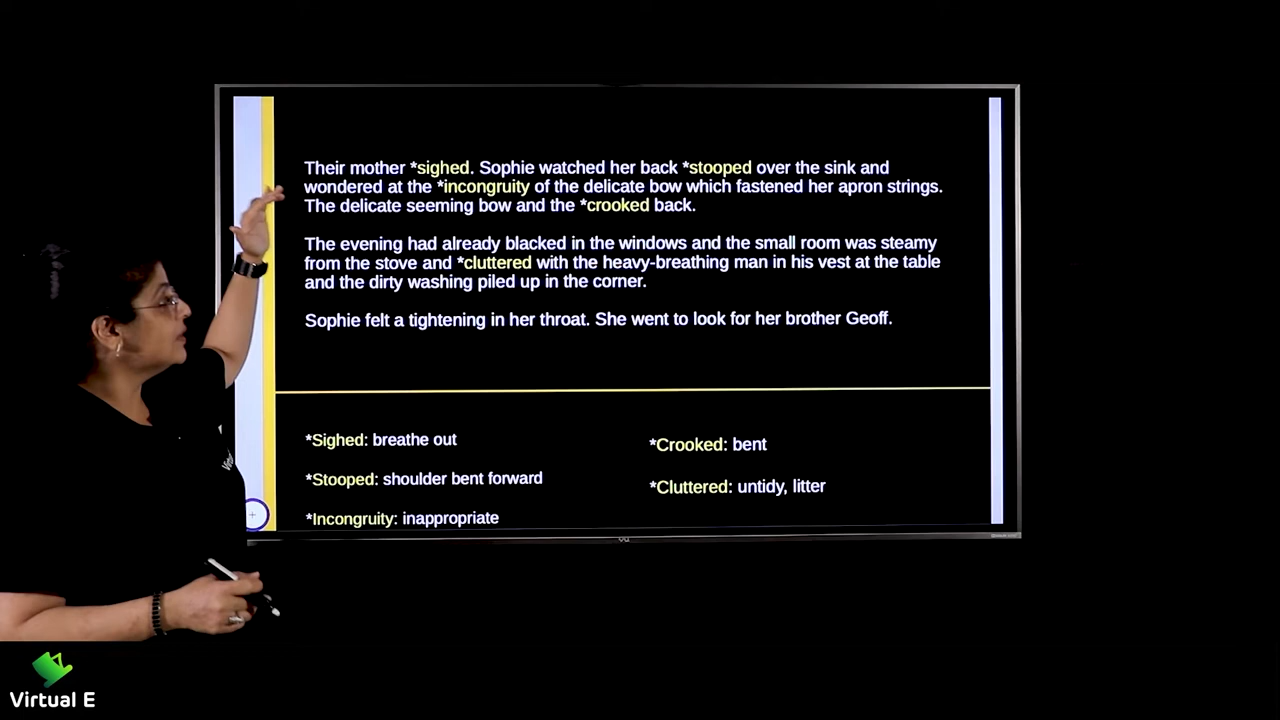 Their mother *sighed. Sophie watched her back *stooped over the sink and
wondered at the *incongruity of the delicate bow which fastened her apron strings.
The delicate seeming bow and the *crooked back.
The evening had already blacked in the windows and the small room was steamy
from the stove and *cluttered with the heavy-breathing man in his vest at the table
and the dirty washing piled up in the corner.
Sophie felt a tightening in her throat. She went to look for her brother Geoff.
*Sighed: breathe out
*Stooped: shoulder bent forward
*Incongruity: inappropriate
*Crooked: bent
*Cluttered: untidy, litter
Virtual E